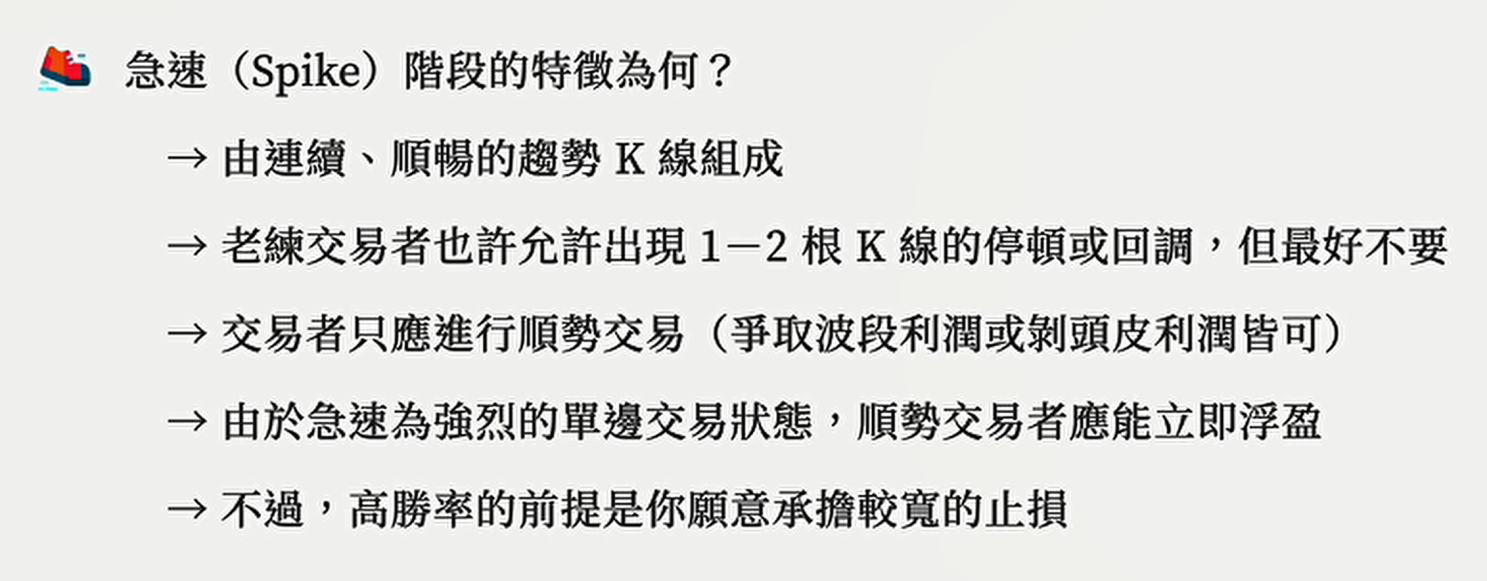 急速（Spike）階段的特徵為何？
→ 由連續、順暢的趨勢 K 線組成
→ 老練交易者也許允許出現 1－2 根 K 線的停頓或回調，但最好不要
→ 交易者只應進行順勢交易（爭取波段利潤或剝頭皮利潤皆可）
→ 由於急速為強烈的單邊交易狀態，順勢交易者應能立即浮盈
→ 不過，高勝率的前提是你願意承擔較寬的止損